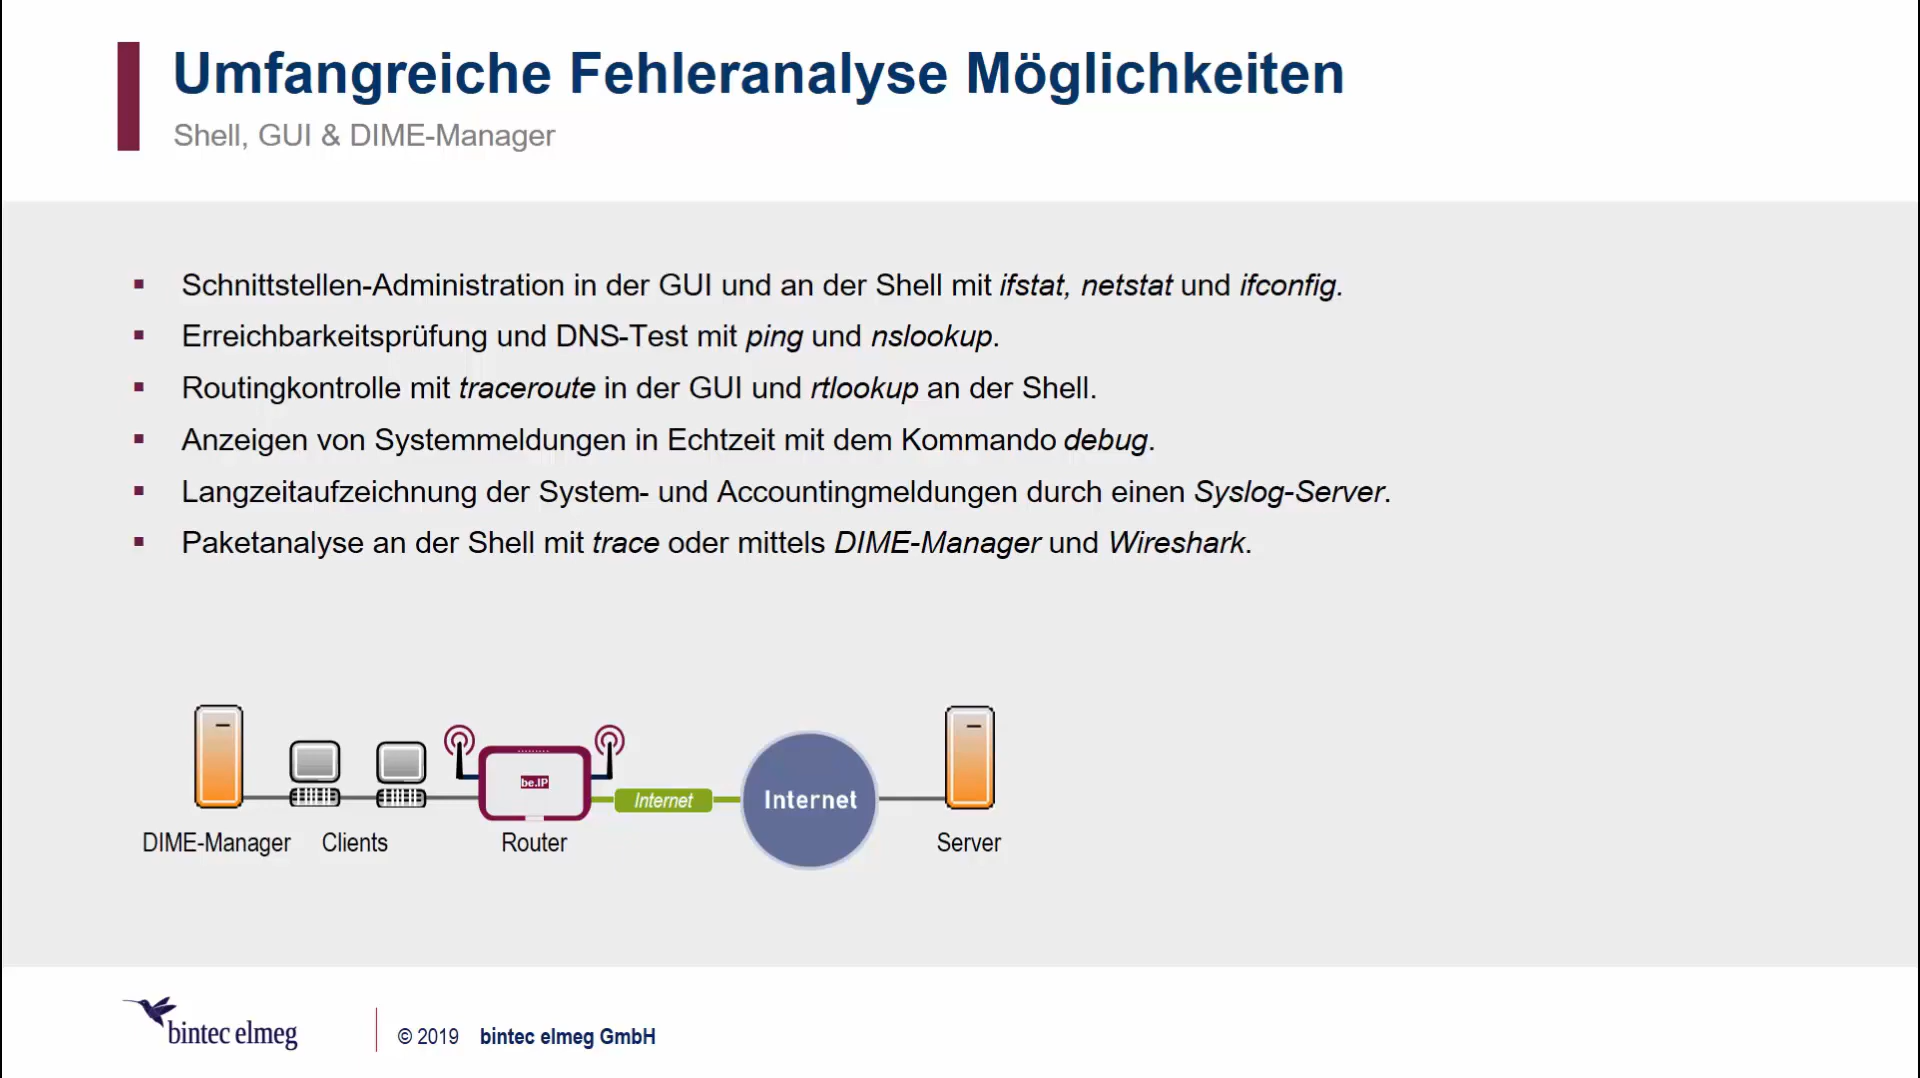 Umfangreiche Fehleranalyse Möglichkeiten
Shell, GUI & DIME-Manager
▪ Schnittstellen-Administration in der GUI und an der Shell mit ifstat, netstat und ifconfig.
▪ Erreichbarkeitsprüfung und DNS-Test mit ping und nslookup.
▪ Routingkontrolle mit traceroute in der GUI und rtlookup an der Shell.
▪ Anzeigen von Systemmeldungen in Echtzeit mit dem Kommando debug.
▪ Langzeitaufzeichnung der System- und Accountingmeldungen durch einen Syslog-Server.
▪ Paketanalyse an der Shell mit trace oder mittels DIME-Manager und Wireshark.
be.IP
Internet
Internet
DIME-Manager Clients Router Server
bintec elmeg
© 2019 bintec elmeg GmbH